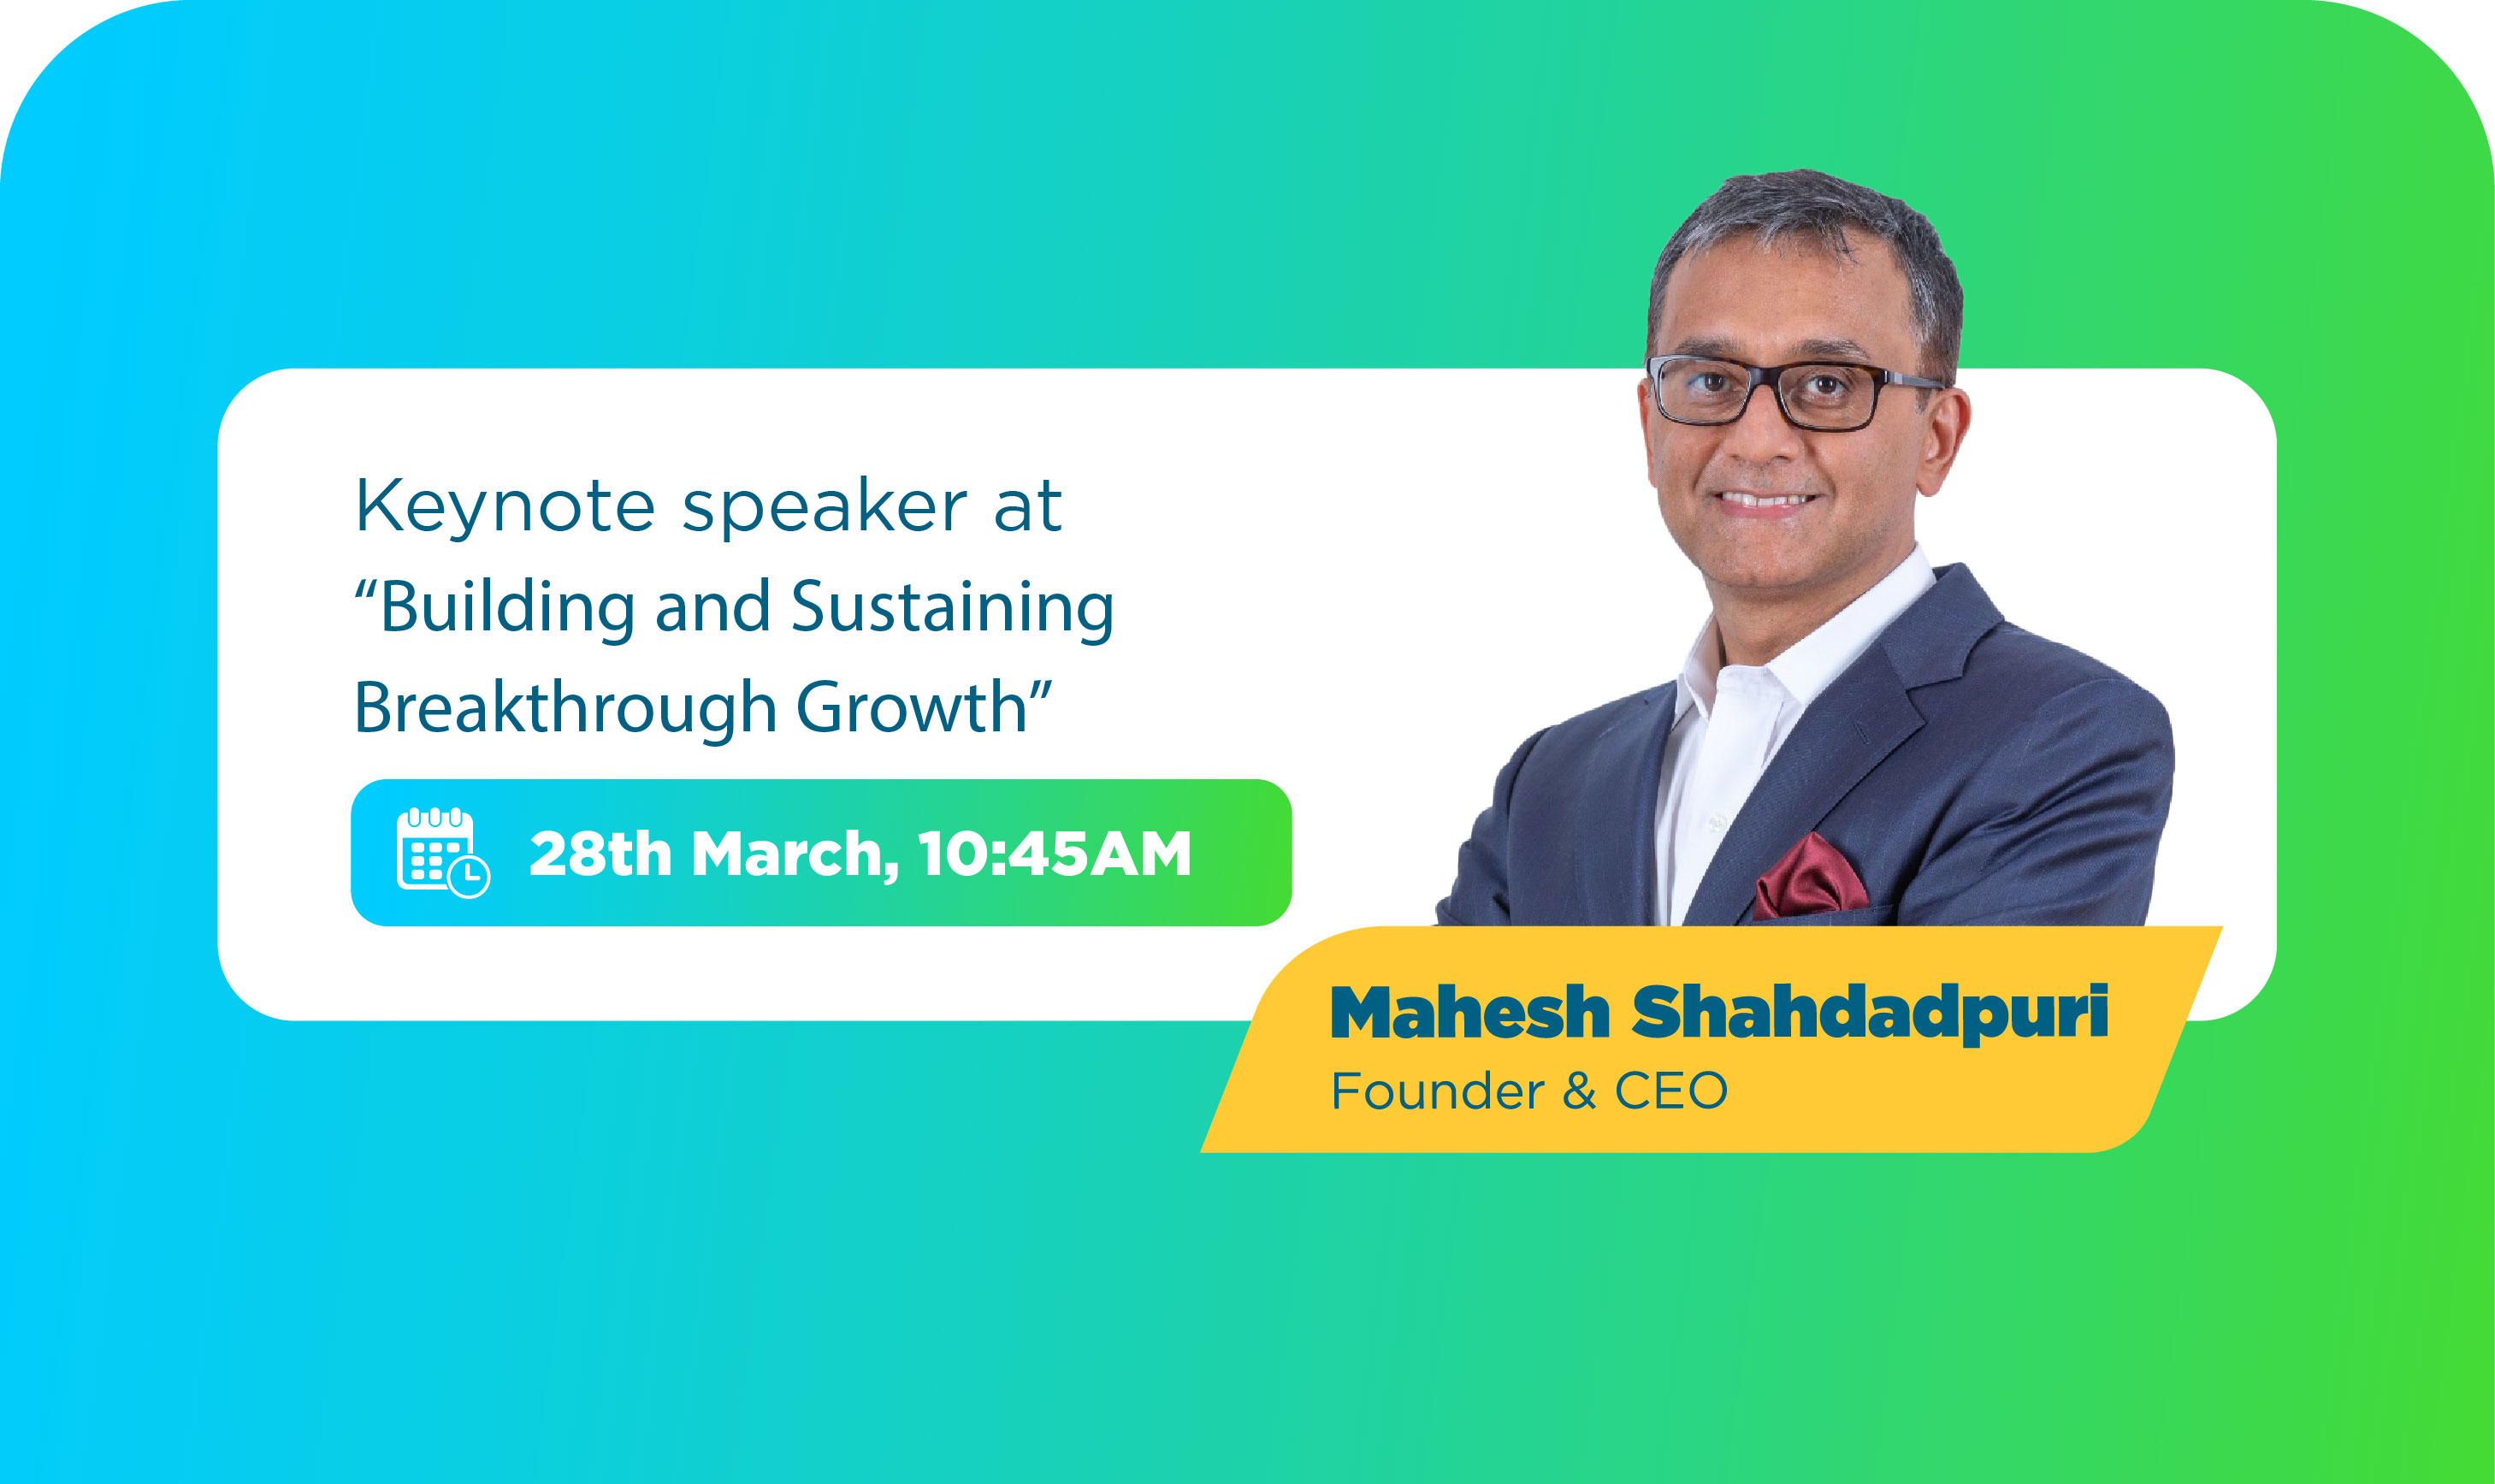 Keynote speaker at
“Building and Sustaining
Breakthrough Growth”
28th March, 10:45AM
Mahesh Shahdadpuri
Founder & CEO